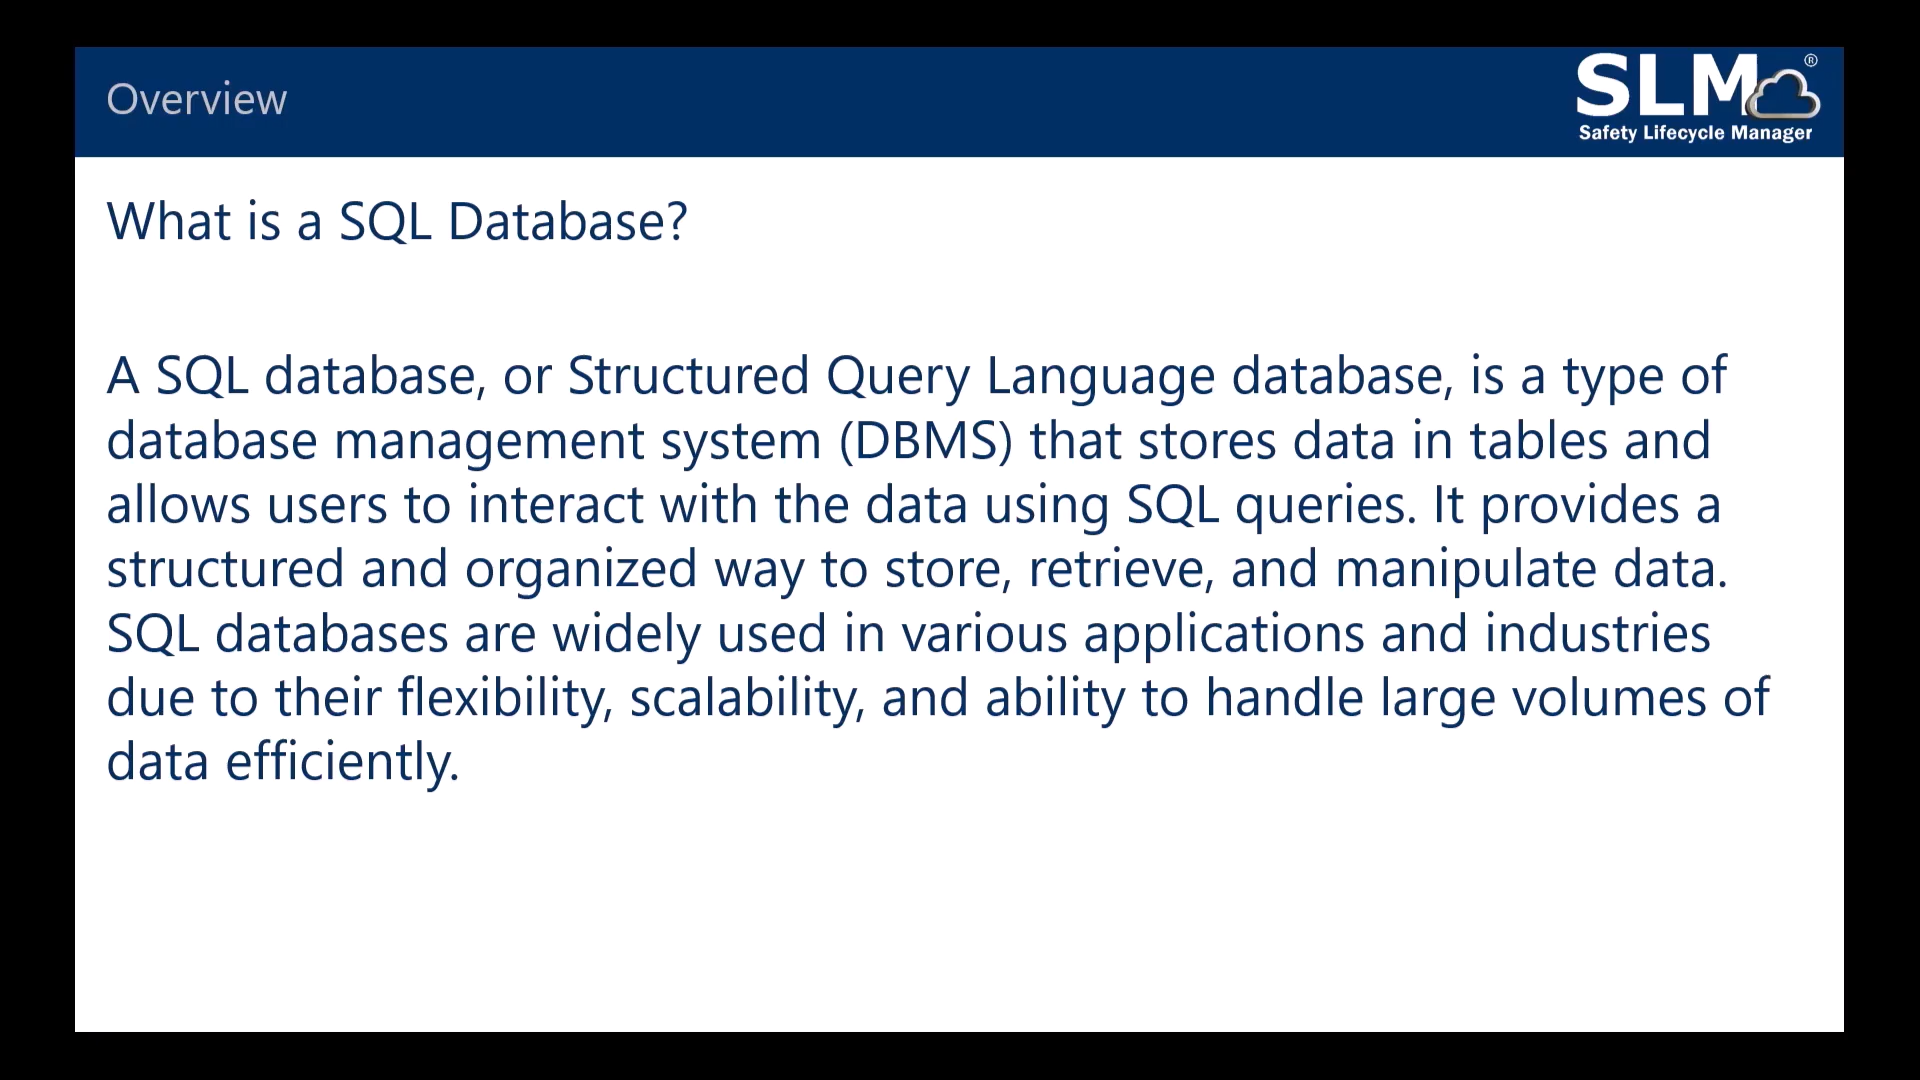 Overview
SLM®
Safety Lifecycle Manager
What is a SQL Database?
A SQL database, or Structured Query Language database, is a type of
database management system (DBMS) that stores data in tables and
allows users to interact with the data using SQL queries. It provides a
structured and organized way to store, retrieve, and manipulate data.
SQL databases are widely used in various applications and industries
due to their flexibility, scalability, and ability to handle large volumes of
data efficiently.